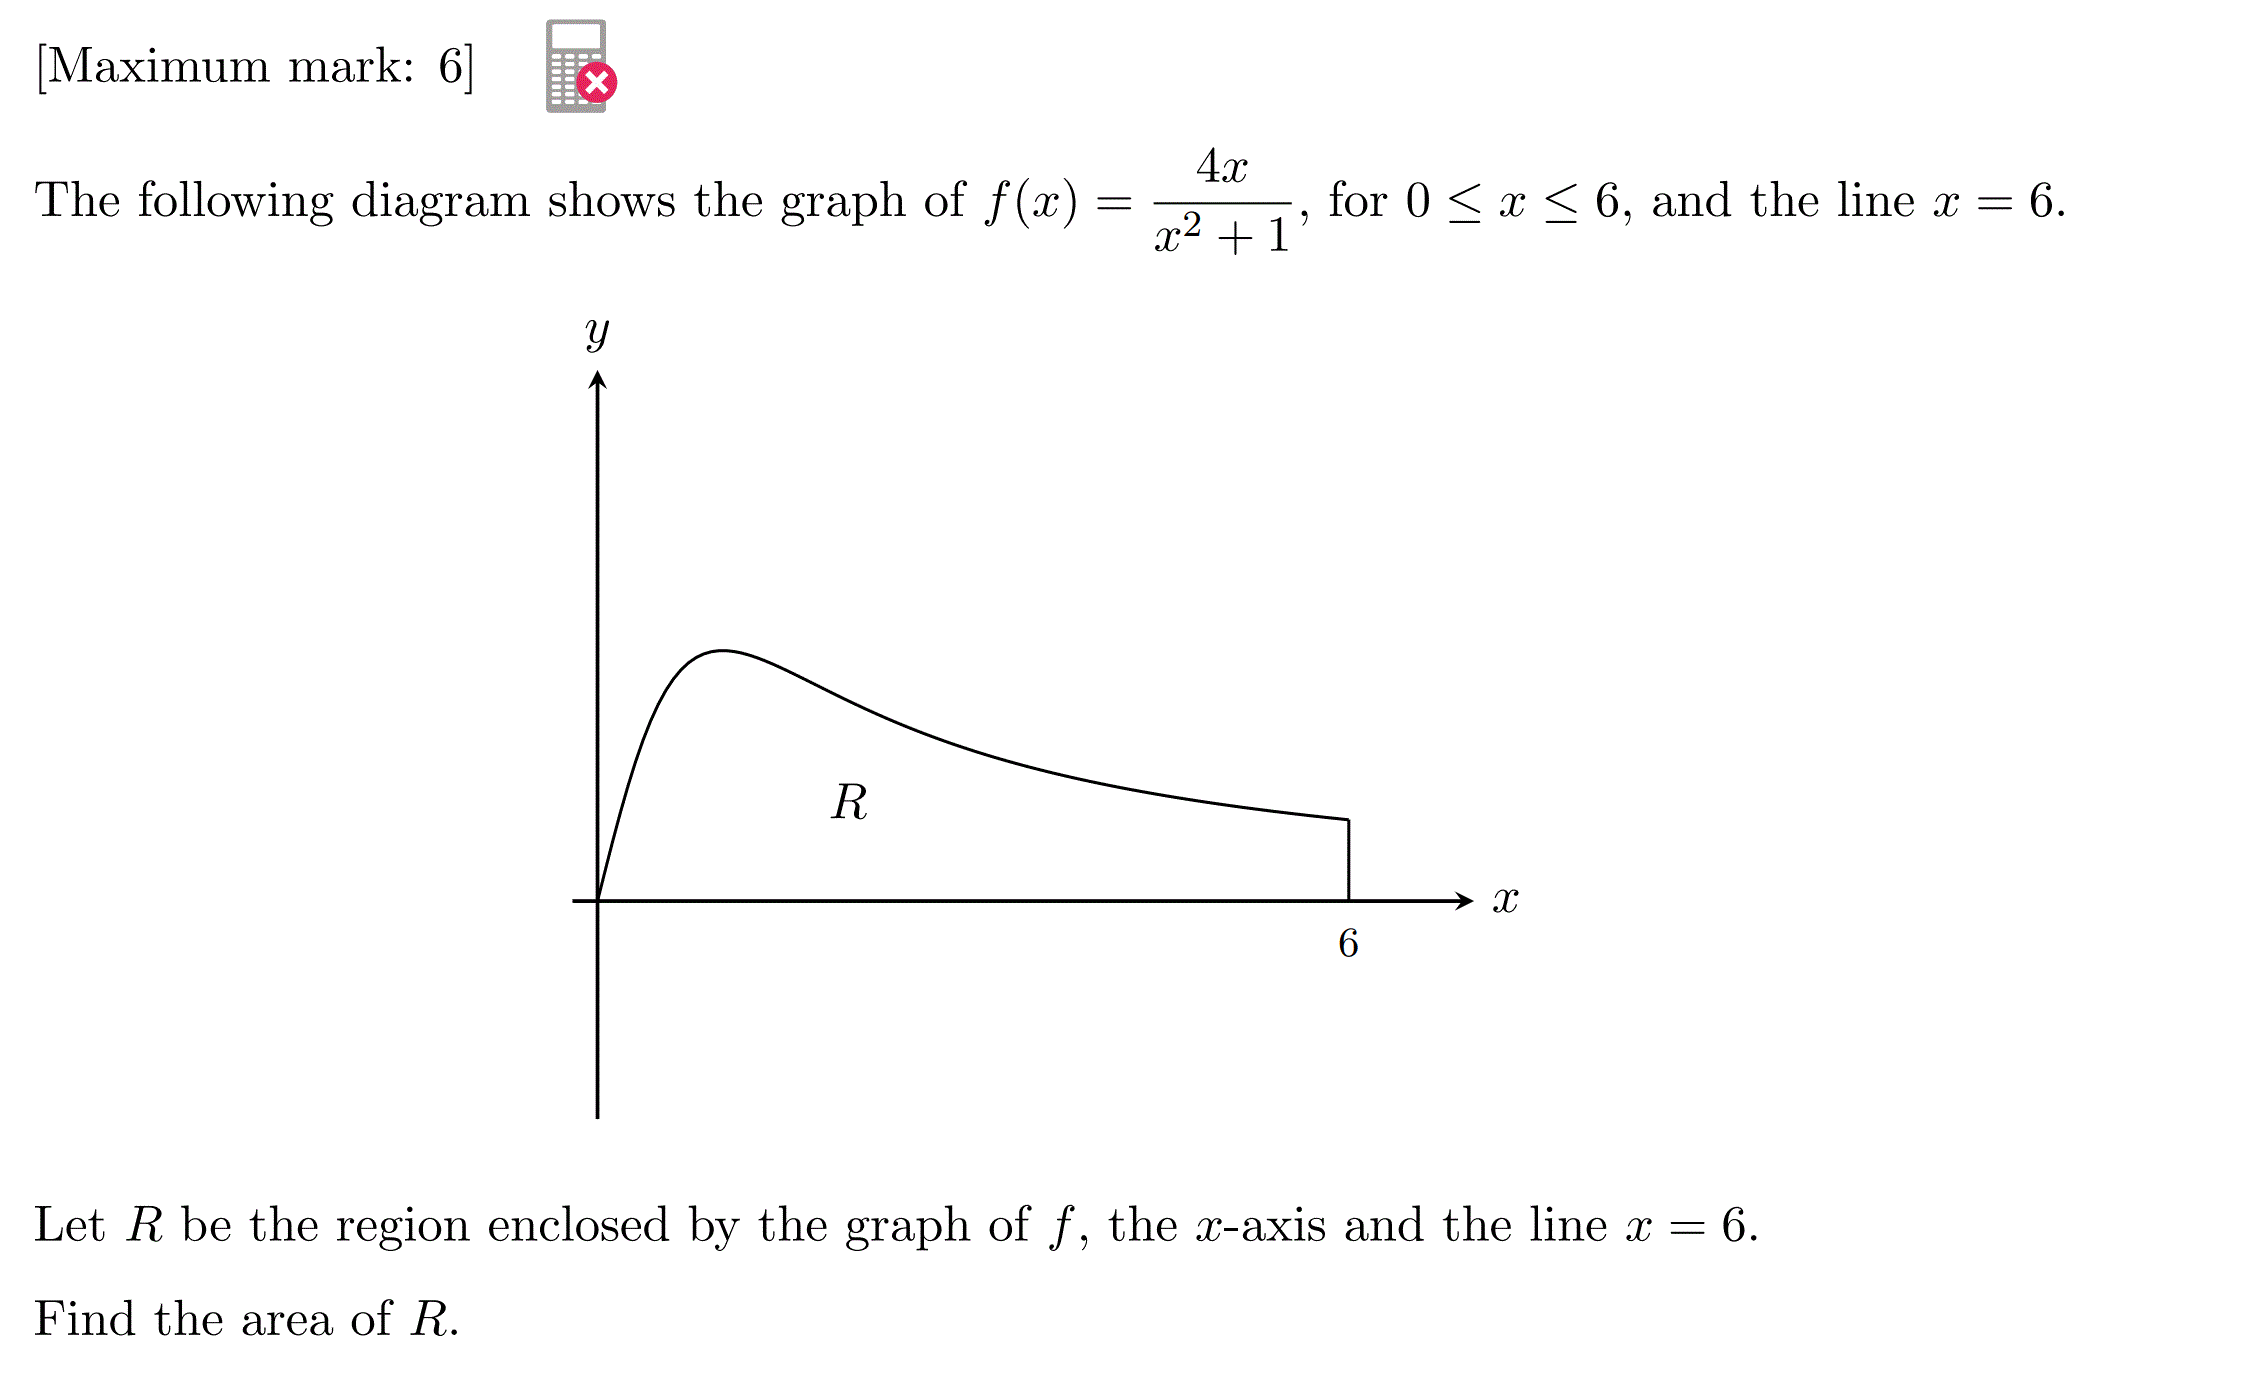 [Maximum mark: 6]
The following diagram shows the graph of f(x) = 4x/(x² + 1), for 0 ≤ x ≤ 6, and the line x = 6.
y
R
x
6
Let R be the region enclosed by the graph of f, the x-axis and the line x = 6.
Find the area of R.